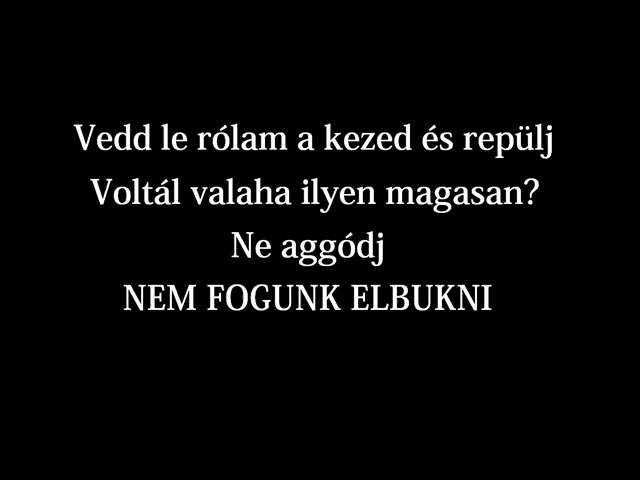 Vedd le rólam a kezed és repülj
Voltál valaha ilyen magasan?
Ne aggódj
NEM FOGUNK ELBUKNI